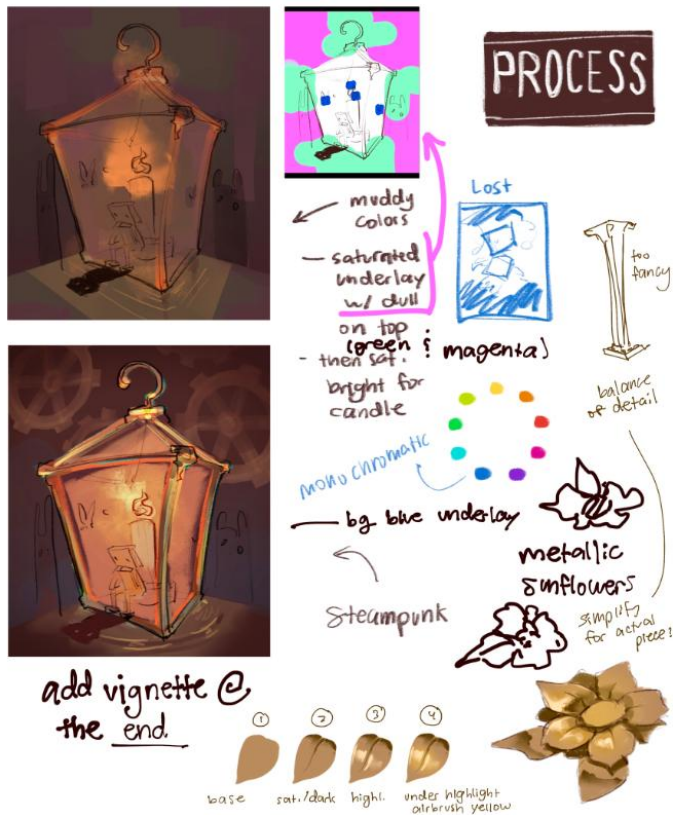 PROCESS
muddy
colors
— saturated
underlay
w/ dull
on top
(green & magenta)
- then sat.
bright for
candle
Lost
too
fancy
balance
of detail
monochromatic
bg blue underlay
metallic
sunflowers
Steampunk
simplify
for actual
piece!
add vignette @
the end
1
2
3
4
base
sat./dark
highl.
under highlight
airbrush yellow